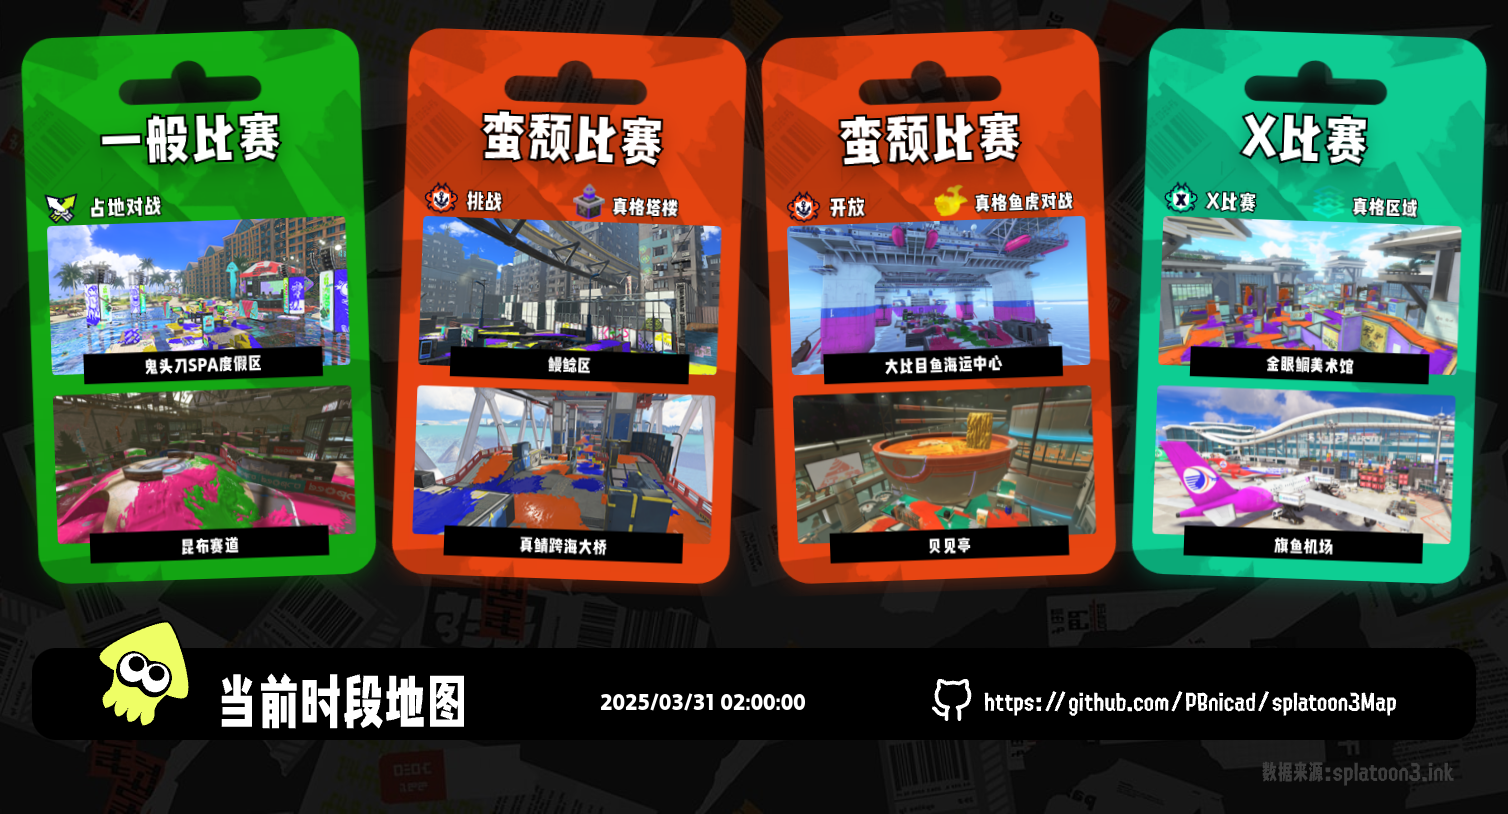 一般比赛
占地对战
鬼头刀SPA度假区
昆布赛道
蛮颓比赛
挑战
真格塔楼
鳗鲶区
真鲭跨海大桥
蛮颓比赛
开放
真格鱼虎对战
大比目鱼海运中心
贝见亭
X比赛
X比赛
真格区域
金眼鲷美术馆
旗鱼机场
当前时段地图
2025/03/31 02:00:00
https://github.com/PBnicad/splatoon3Map
数据来源:splatoon3.ink